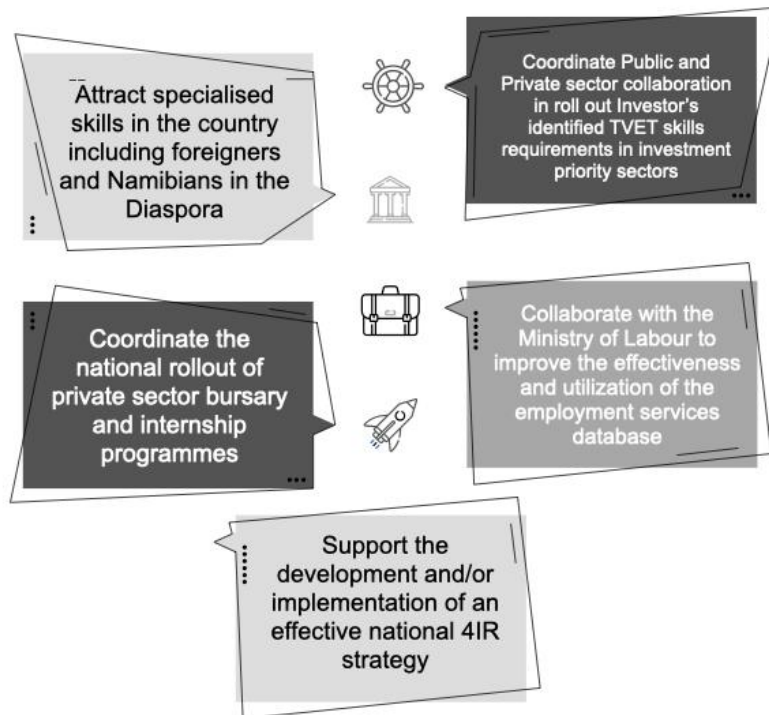 Attract specialised
skills in the country
including foreigners
and Namibians in the
Diaspora
Coordinate Public and
Private sector collaboration
in roll out Investor's
identified TVET skills
requirements in investment
priority sectors
Coordinate the
national rollout of
private sector bursary
and internship
programmes
Collaborate with the
Ministry of Labour to
improve the effectiveness
and utilization of the
employment services
database
Support the
development and/or
implementation of an
effective national 4IR
strategy